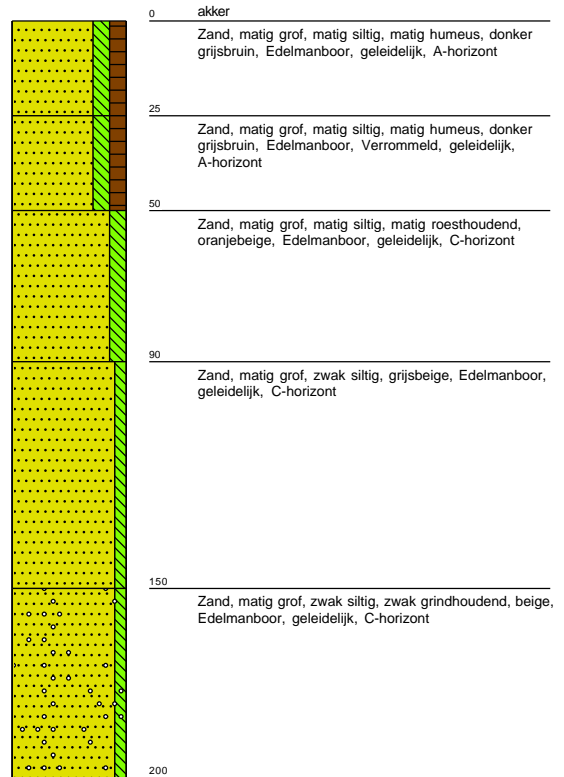 0 akker
Zand, matig grof, matig siltig, matig humeus, donker
grijsbruin, Edelmanboor, geleidelijk, A-horizont
25
Zand, matig grof, matig siltig, matig humeus, donker
grijsbruin, Edelmanboor, Verrommeld, geleidelijk,
A-horizont
50
Zand, matig grof, matig siltig, matig roesthoudend,
oranjebeige, Edelmanboor, geleidelijk, C-horizont
90
Zand, matig grof, zwak siltig, grijsbeige, Edelmanboor,
geleidelijk, C-horizont
150
Zand, matig grof, zwak siltig, zwak grindhoudend, beige,
Edelmanboor, geleidelijk, C-horizont
200